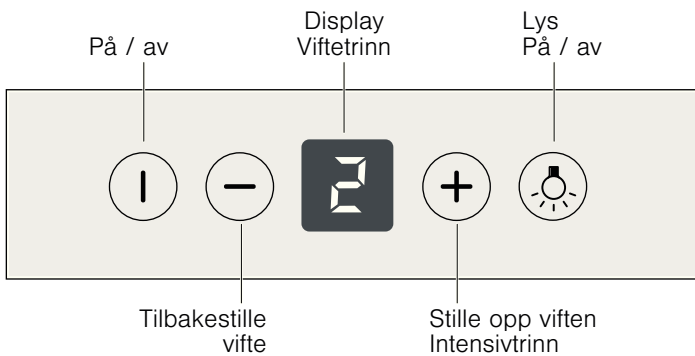 På / av
Display
Viftetrinn
Lys
På / av
2
Tilbakestille
vifte
Stille opp viften
Intensivtrinn